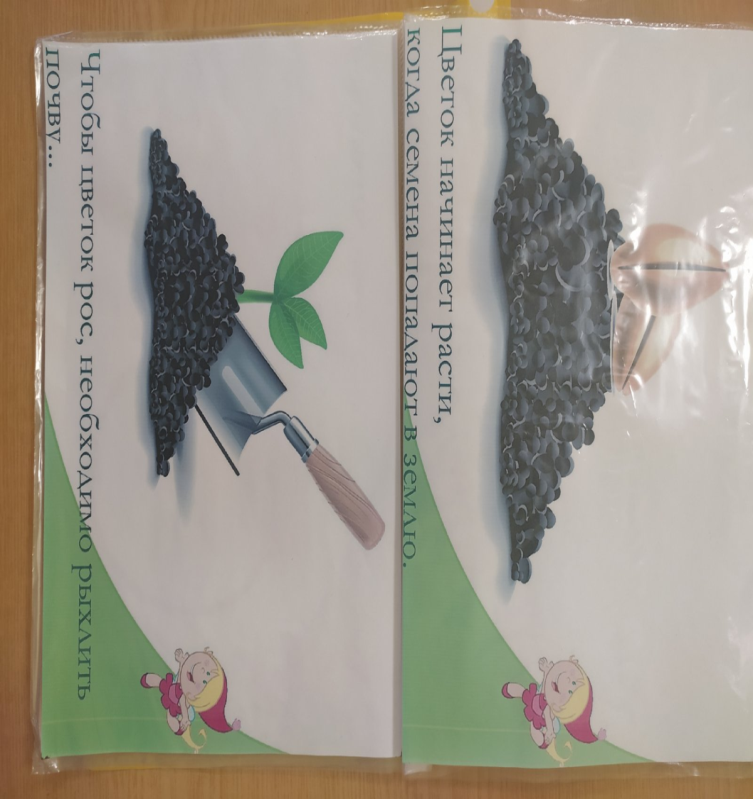 Цветок начинает расти,
когда семена попадают в землю.
Чтобы цветок рос, необходимо рыхлить
почву...